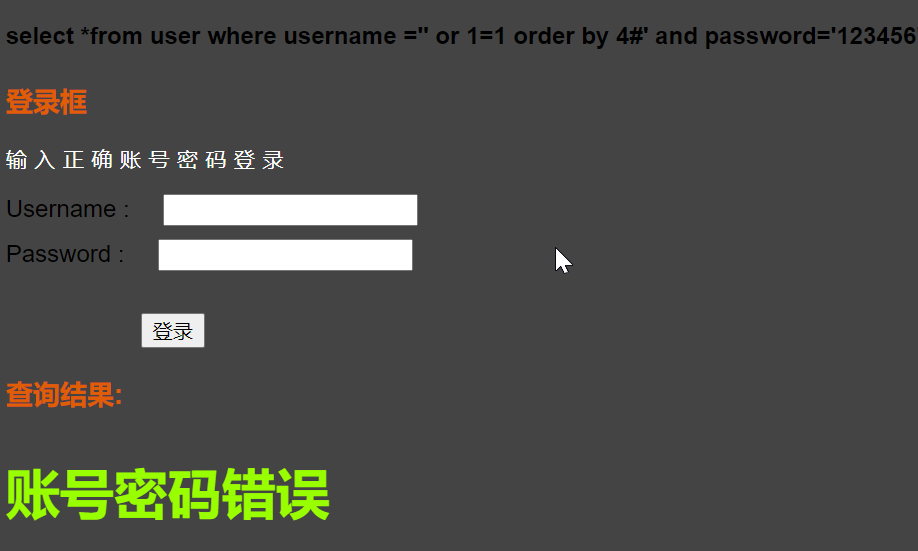 select *from user where username ='' or 1=1 order by 4#' and password='123456'
登录框
输入正确账号密码登录
Username :
Password :
登录
查询结果:
账号密码错误